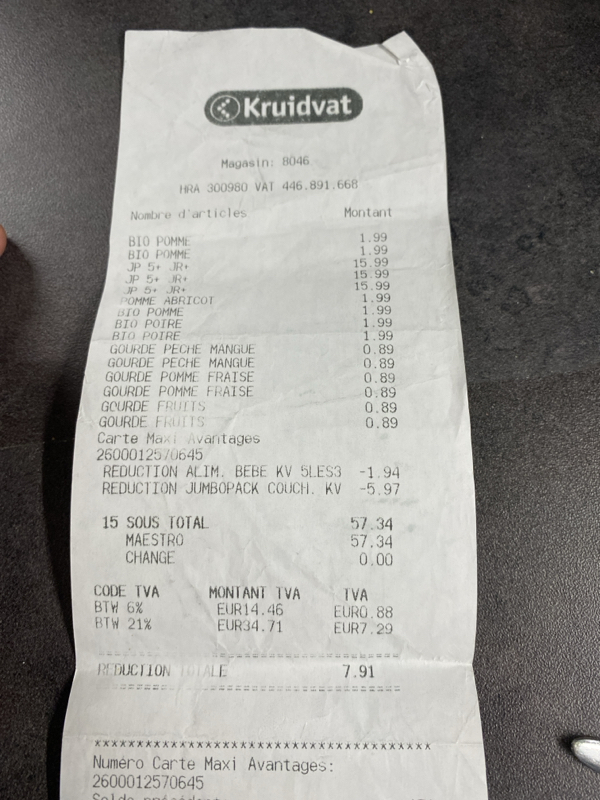 Kruidvat
Magasin: 8046
HRA 300980 VAT 446.891.668
Nombre d'articles Montant
BIO POMME 1.99
BIO POMME 1.99
JP 5+ JR+ 15.99
JP 5+ JR+ 15.99
JP 5+ JR+ 15.99
POMME ABRICOT 1.99
BIO POMME 1.99
BIO POIRE 1.99
BIO POIRE 1.99
GOURDE PECHE MANGUE 0.89
GOURDE PECHE MANGUE 0.89
GOURDE POMME FRAISE 0.89
GOURDE POMME FRAISE 0.89
GOURDE FRUITS 0.89
GOURDE FRUITS 0.89
Carte Maxi Avantages
2600012570645
REDUCTION ALIM. BEBE KV 5LES3 -1.94
REDUCTION JUMBOPACK COUCH. KV -5.97
15 SOUS TOTAL 57.34
MAESTRO 57.34
CHANGE 0.00
CODE TVA MONTANT TVA TVA
BTW 6% EUR14.46 EUR0.88
BTW 21% EUR34.71 EUR7.29
===================================
REDUCTION TOTALE 7.91
===================================
***************************************
Numéro Carte Maxi Avantages:
2600012570645